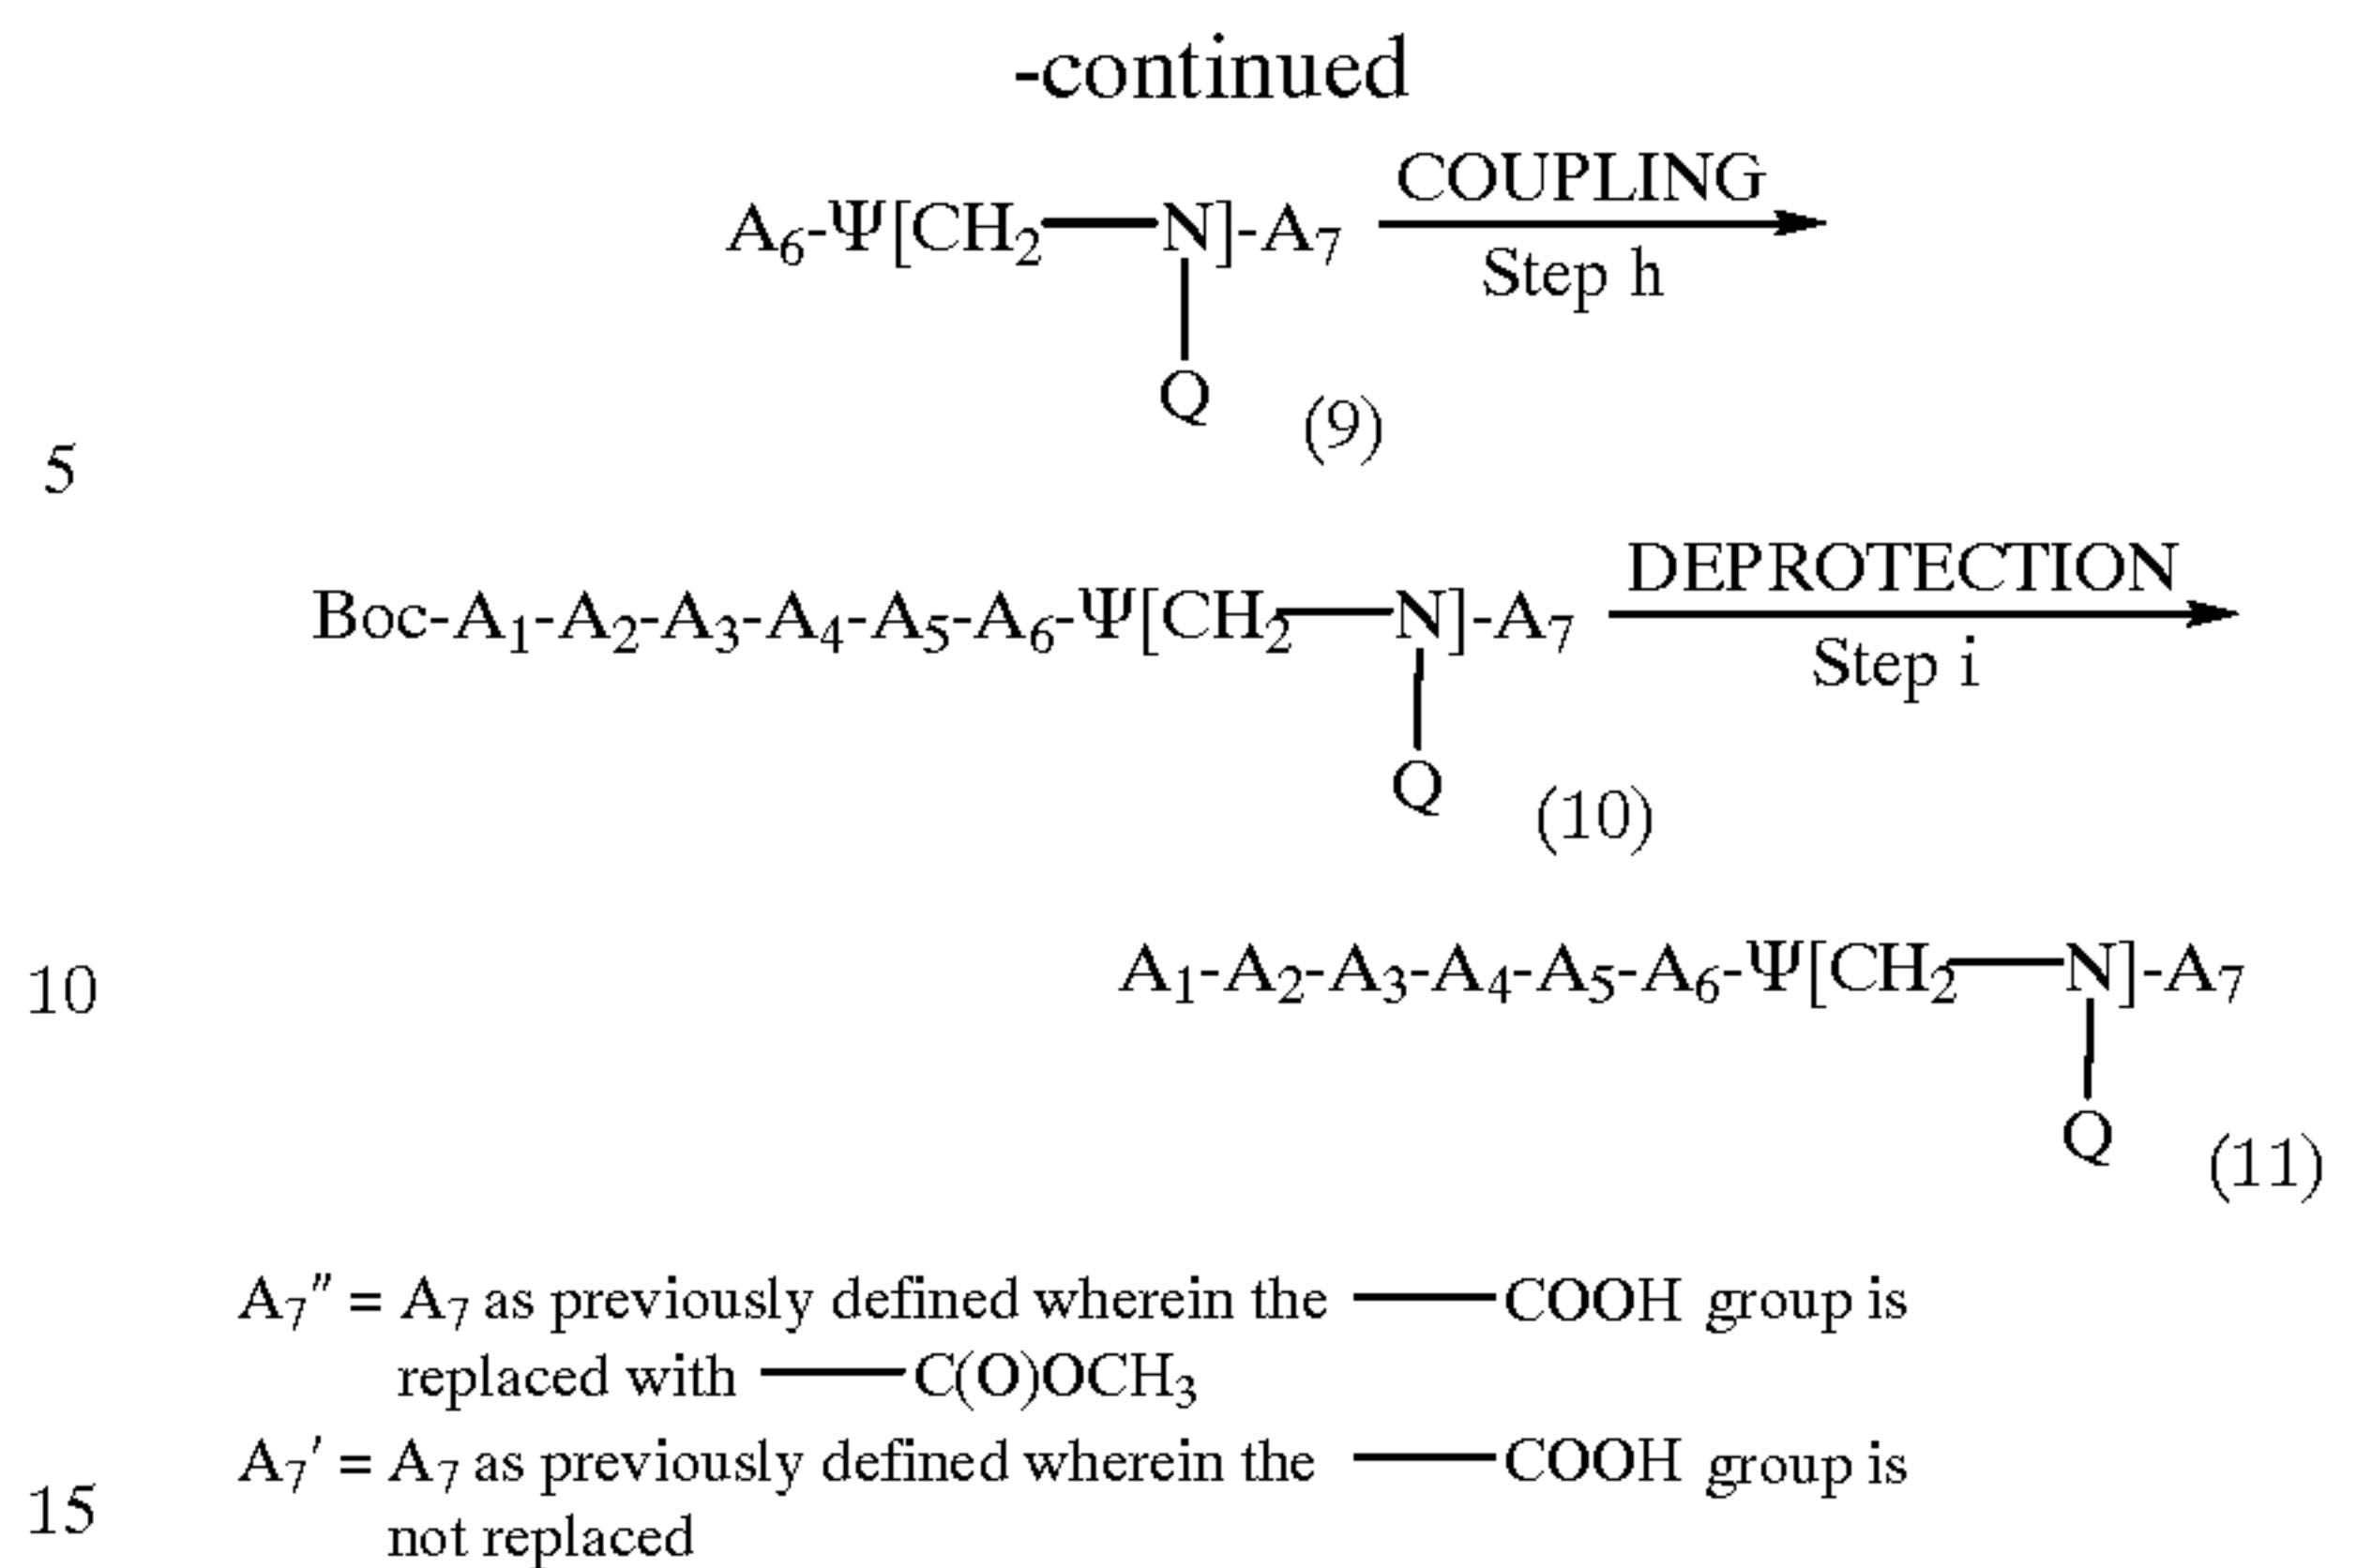 -continued
COUPLING
A₆-Ψ[CH₂—N]-A₇
Step h
Q
(9)
5
DEPROTECTION
Boc-A₁-A₂-A₃-A₄-A₅-A₆-Ψ[CH₂—N]-A₇
Step i
Q
(10)
10
A₁-A₂-A₃-A₄-A₅-A₆-Ψ[CH₂—N]-A₇
Q
(11)
A₇″ = A₇ as previously defined wherein the —COOH group is
replaced with —C(O)OCH₃
A₇′ = A₇ as previously defined wherein the —COOH group is
15
not replaced